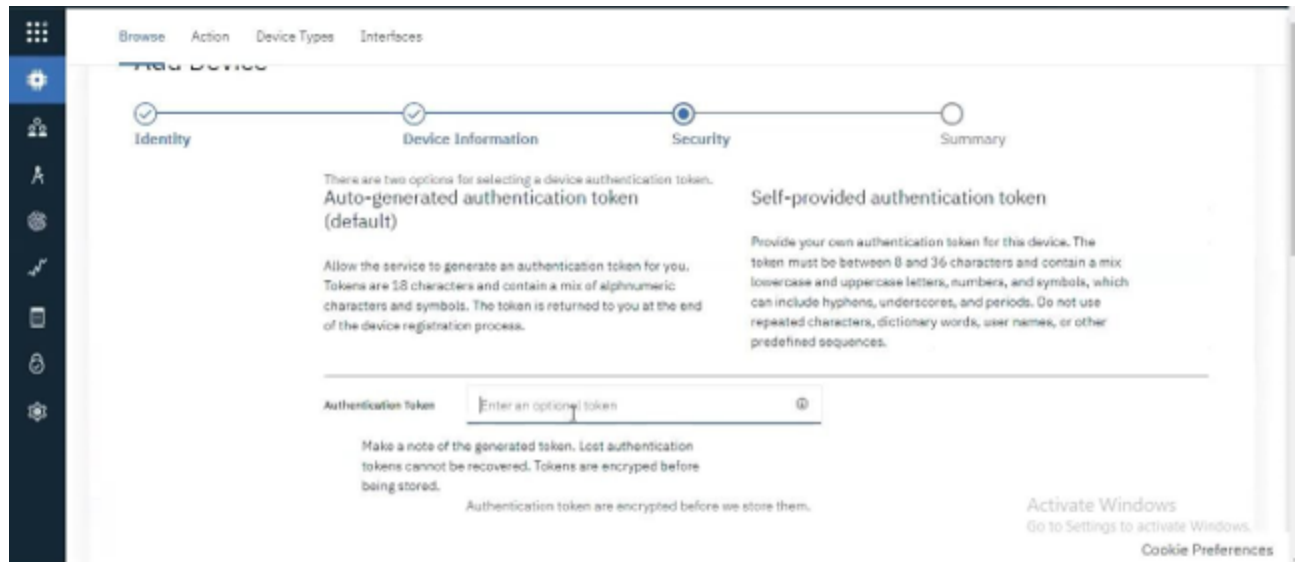 Browse Action Device Types Interfaces
Add Device
Identity Device Information Security Summary
There are two options for selecting a device authentication token.
Auto-generated authentication token
(default)
Allow the service to generate an authentication token for you.
Tokens are 18 characters and contain a mix of alphnumeric
characters and symbols. The token is returned to you at the end
of the device registration process.
Self-provided authentication token
Provide your own authentication token for this device. The
token must be between 8 and 36 characters and contain a mix
lowercase and uppercase letters, numbers, and symbols, which
can include hyphens, underscores, and periods. Do not use
repeated characters, dictionary words, user names, or other
predefined sequences.
Authentication Token Enter an optional token
Make a note of the generated token. Lost authentication
tokens cannot be recovered. Tokens are encryped before
being stored.
Authentication token are encrypted before we store them.
Activate Windows
Go to Settings to activate Windows.
Cookie Preferences